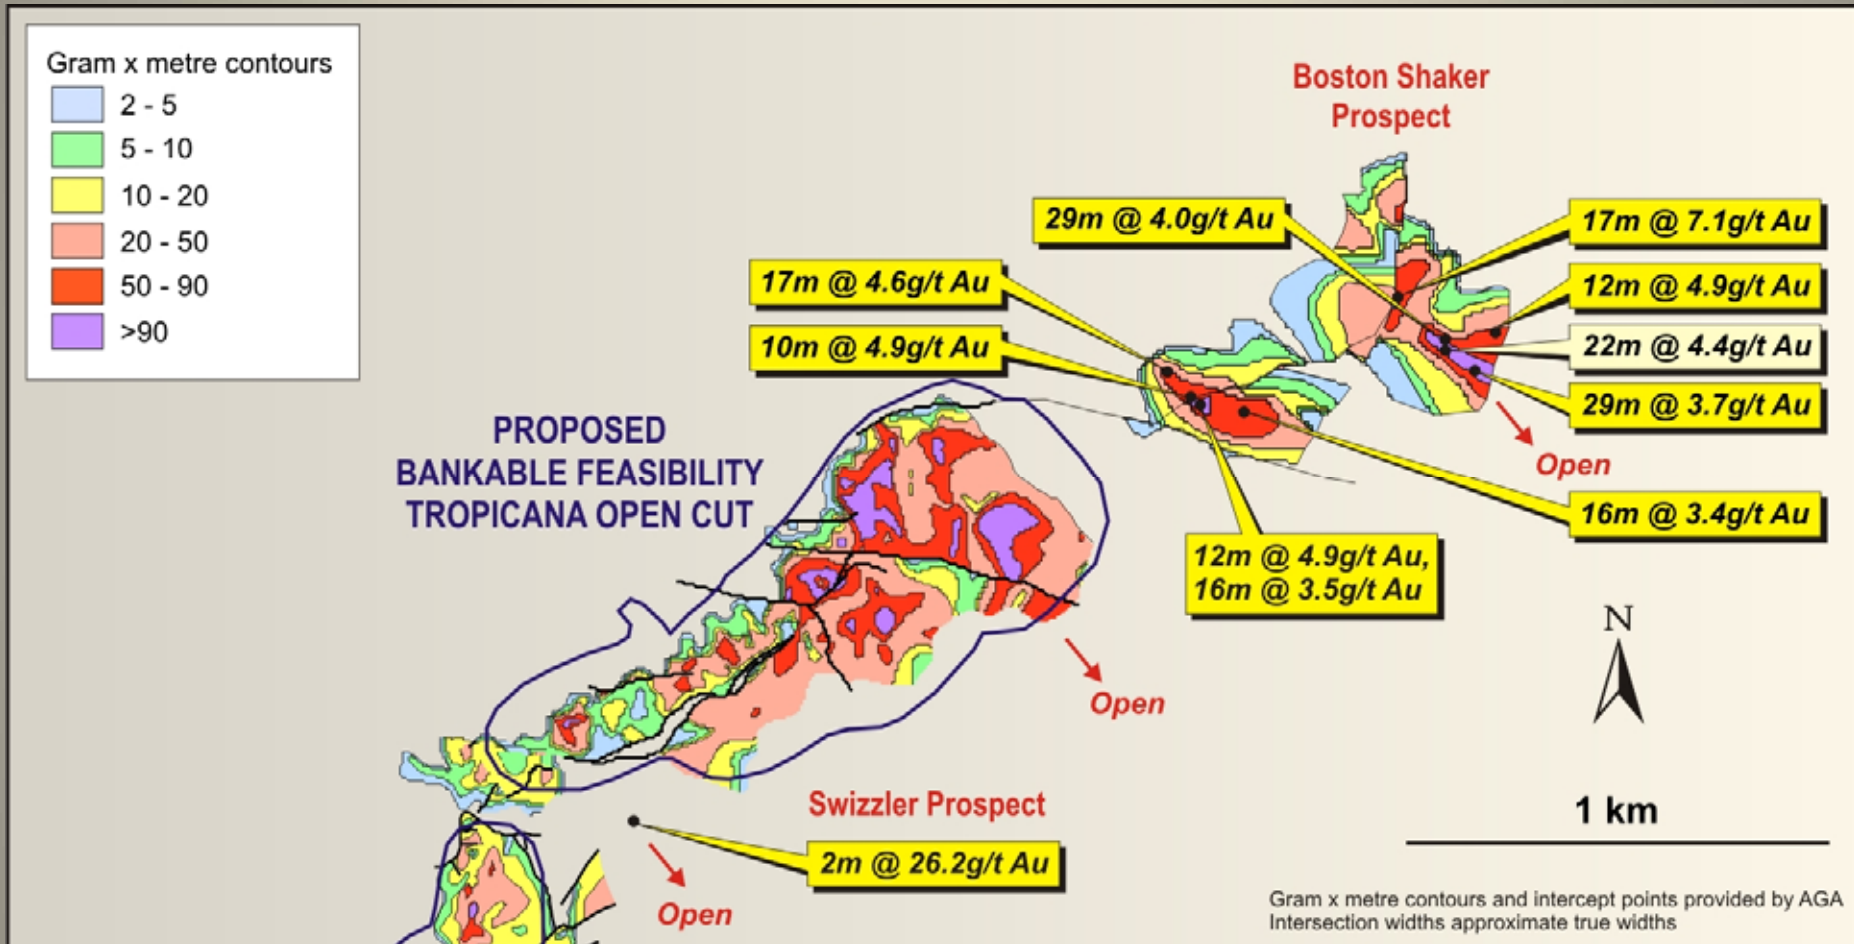 Gram x metre contours
2 - 5
5 - 10
10 - 20
20 - 50
50 - 90
>90
Boston Shaker
Prospect
29m @ 4.0g/t Au
17m @ 7.1g/t Au
17m @ 4.6g/t Au
12m @ 4.9g/t Au
10m @ 4.9g/t Au
22m @ 4.4g/t Au
29m @ 3.7g/t Au
PROPOSED
BANKABLE FEASIBILITY
TROPICANA OPEN CUT
Open
16m @ 3.4g/t Au
12m @ 4.9g/t Au,
16m @ 3.5g/t Au
N
Open
Swizzler Prospect
1 km
2m @ 26.2g/t Au
Open
Gram x metre contours and intercept points provided by AGA
Intersection widths approximate true widths